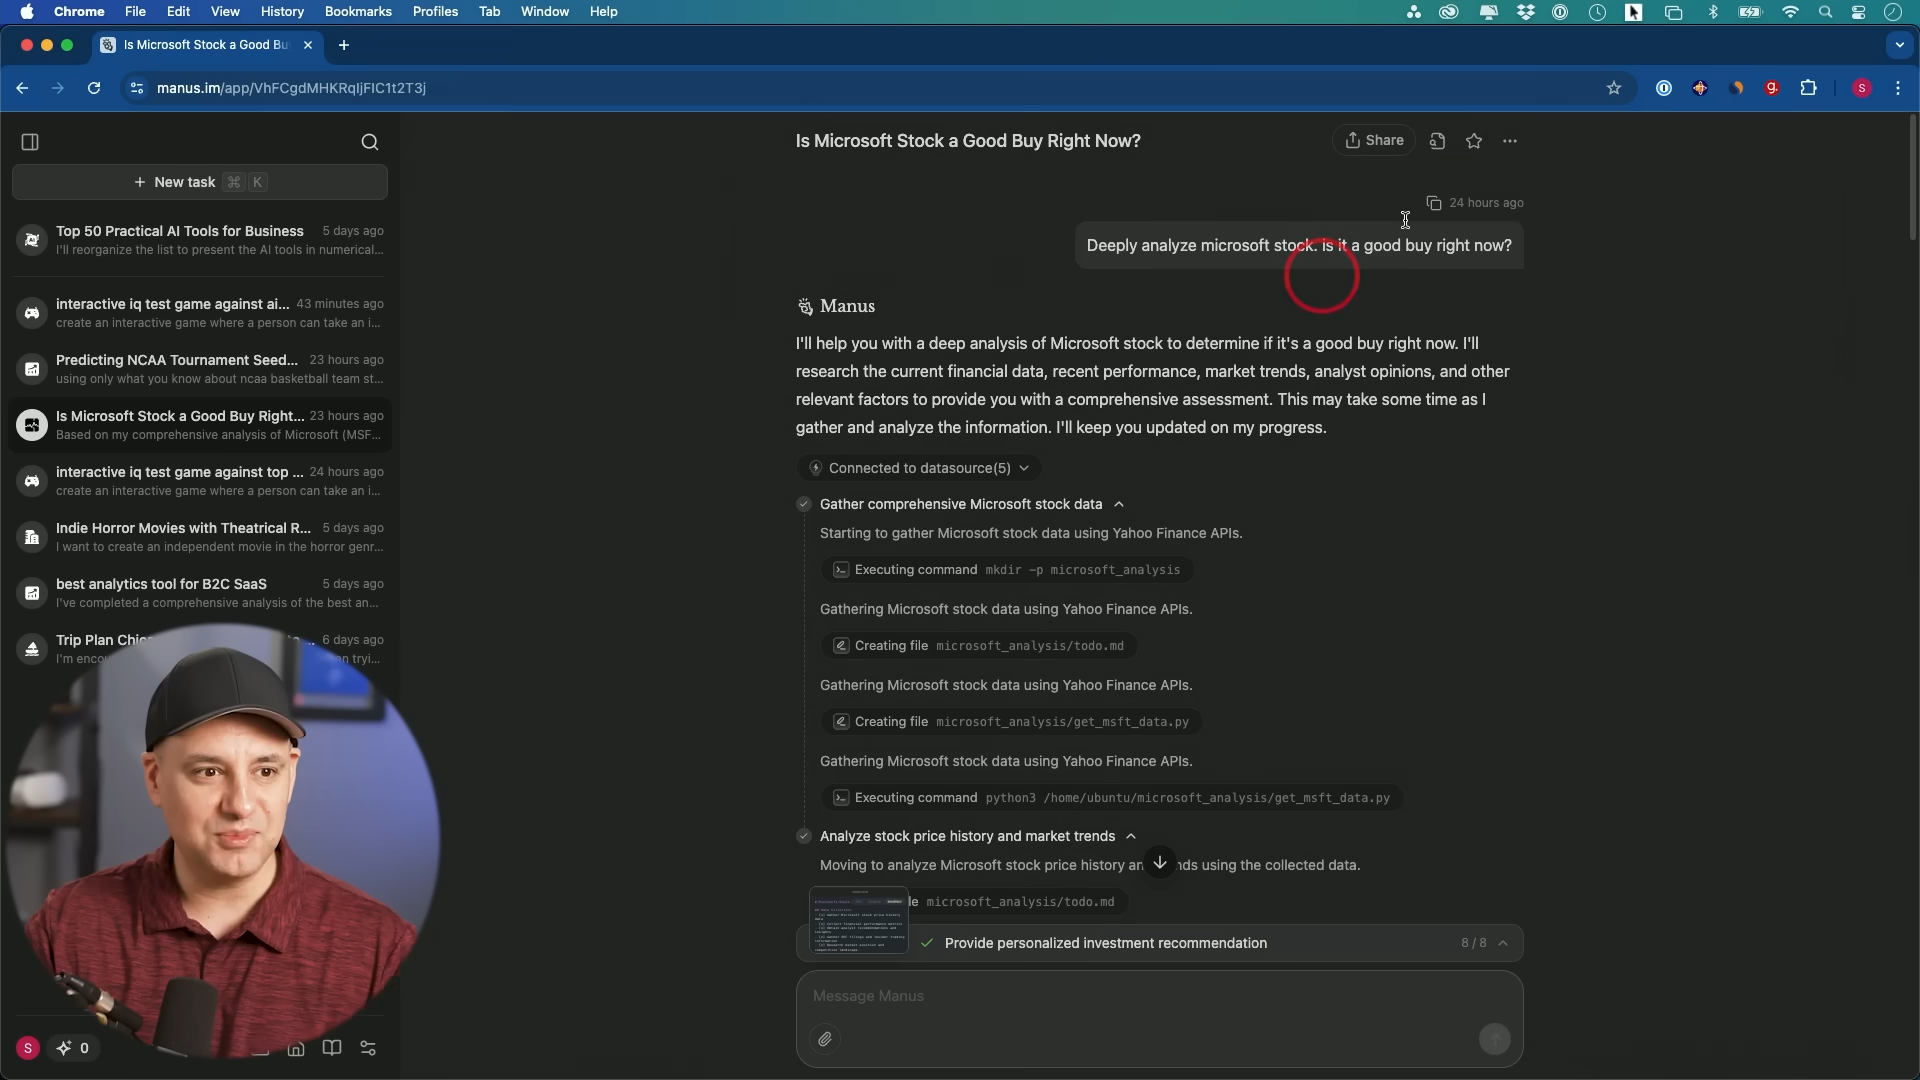 Chrome File Edit View History Bookmarks Profiles Tab Window Help
Is Microsoft Stock a Good Bu
manus.im/app/VhFCgdMHKRqIjFIC1t2T3j
g.
S
Is Microsoft Stock a Good Buy Right Now?
Share
New task ⌘ K
24 hours ago
Deeply analyze microsoft stock. Is it a good buy right now?
Top 50 Practical AI Tools for Business 5 days ago
I'll reorganize the list to present the AI tools in numerical...
interactive iq test game against ai... 43 minutes ago
create an interactive game where a person can take an i...
Predicting NCAA Tournament Seed... 23 hours ago
using only what you know about ncaa basketball team st...
Is Microsoft Stock a Good Buy Right... 23 hours ago
Based on my comprehensive analysis of Microsoft (MSF...
interactive iq test game against top ... 24 hours ago
create an interactive game where a person can take an i...
Indie Horror Movies with Theatrical R... 5 days ago
I want to create an independent movie in the horror genr...
best analytics tool for B2C SaaS 5 days ago
I've completed a comprehensive analysis of the best an...
Trip Plan 6 days ago
I'm tryi...
S 0
Manus
I'll help you with a deep analysis of Microsoft stock to determine if it's a good buy right now. I'll
research the current financial data, recent performance, market trends, analyst opinions, and other
relevant factors to provide you with a comprehensive assessment. This may take some time as I
gather and analyze the information. I'll keep you updated on my progress.
Connected to datasource(5)
Gather comprehensive Microsoft stock data
Starting to gather Microsoft stock data using Yahoo Finance APIs.
Executing command mkdir -p microsoft_analysis
Gathering Microsoft stock data using Yahoo Finance APIs.
Creating file microsoft_analysis/todo.md
Gathering Microsoft stock data using Yahoo Finance APIs.
Creating file microsoft_analysis/get_msft_data.py
Gathering Microsoft stock data using Yahoo Finance APIs.
Executing command python3 /home/ubuntu/microsoft_analysis/get_msft_data.py
Analyze stock price history and market trends
Moving to analyze Microsoft stock price history using the collected data.
microsoft_analysis/todo.md
Provide personalized investment recommendation 8 / 8
Message Manus